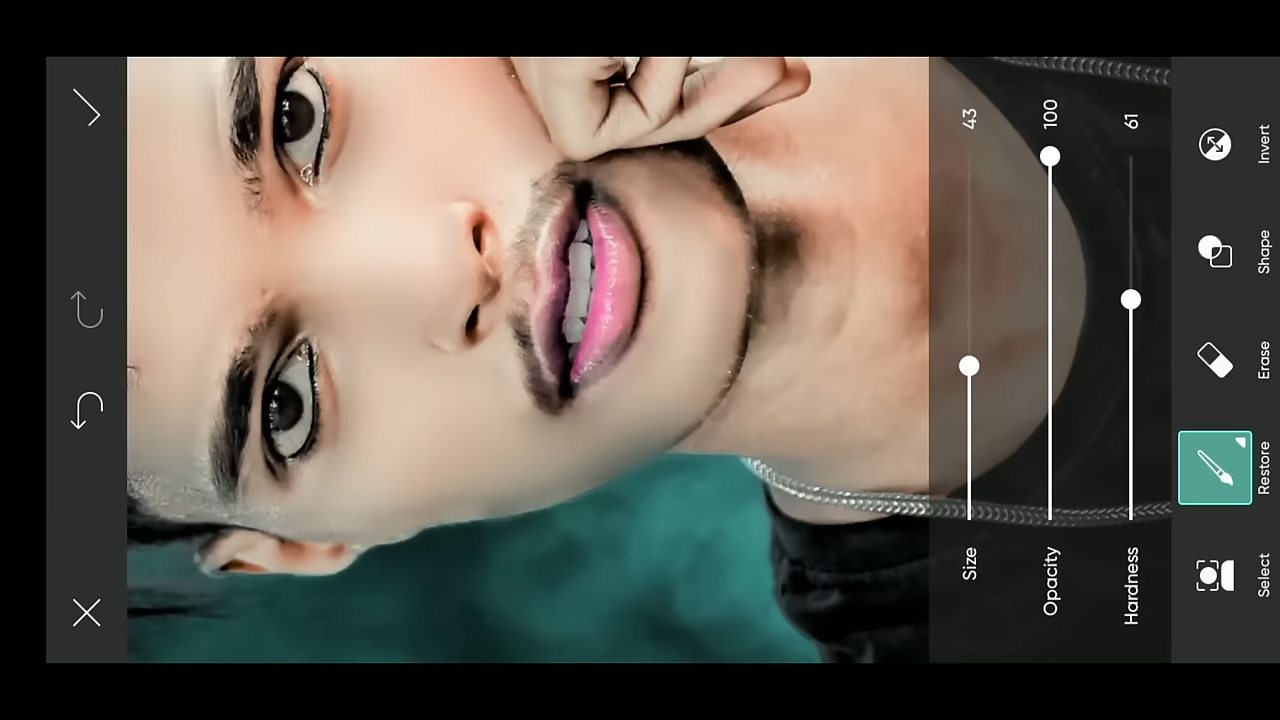 Size 43
Opacity 100
Hardness 61
Select
Restore
Erase
Shape
Invert